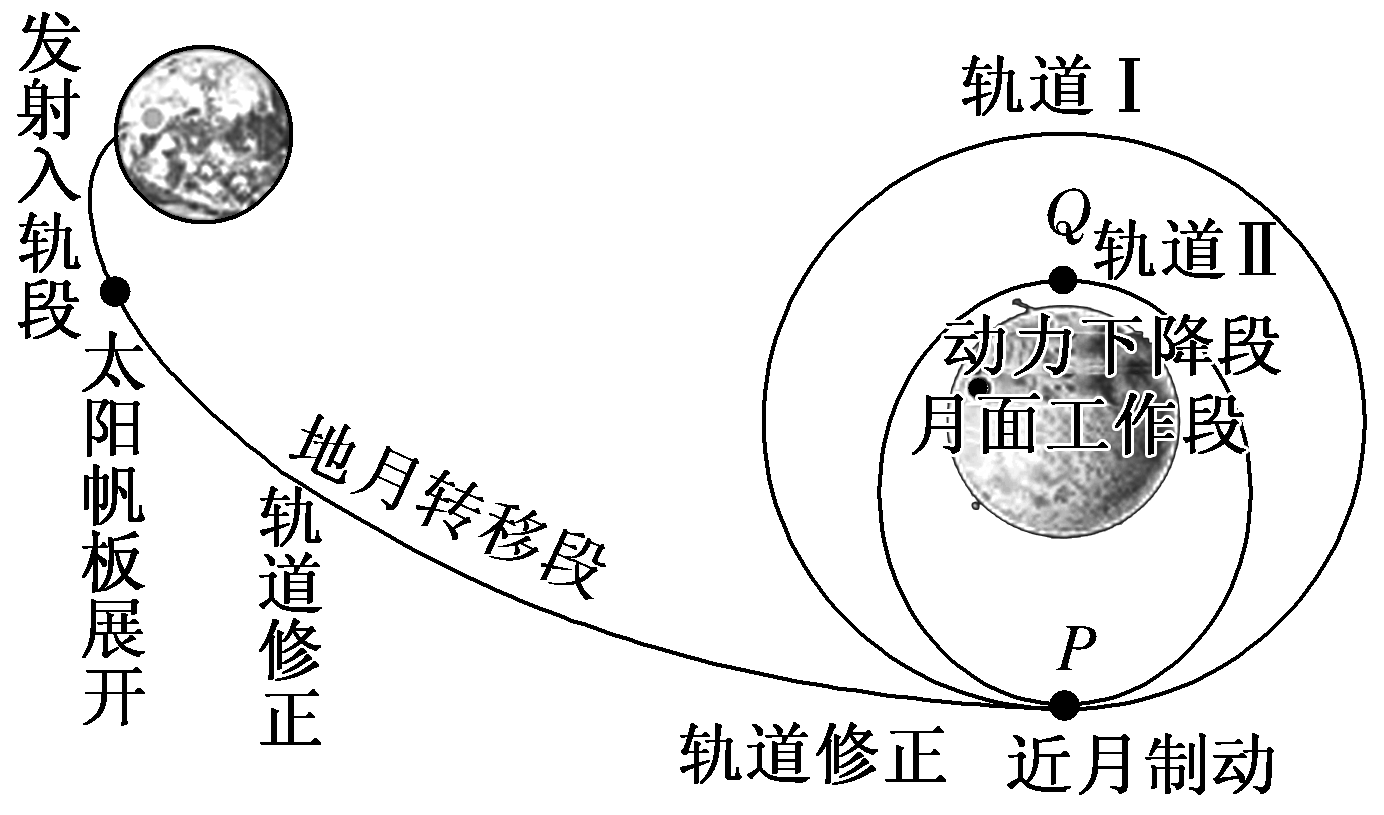 发射入轨段
太阳帆板展开
轨道修正
地月转移段
轨道修正
近月制动
P
轨道Ⅰ
Q
轨道Ⅱ
动力下降段
月面工作段